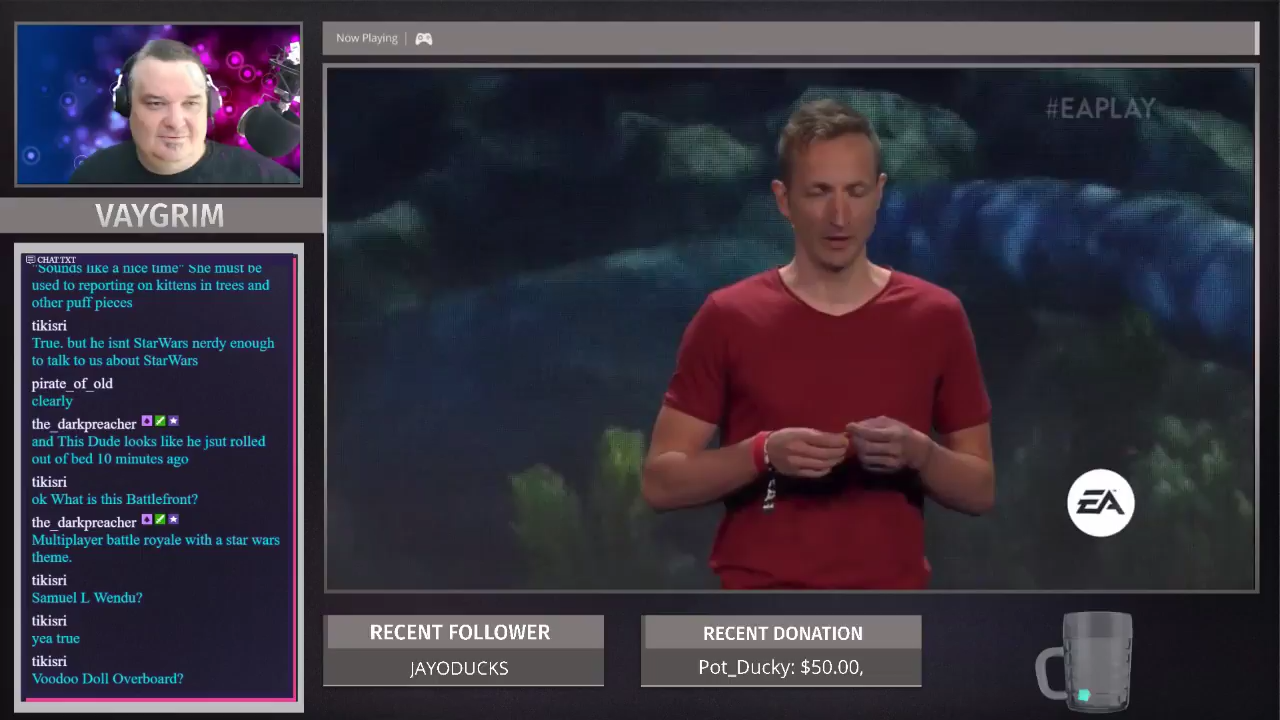 Now Playing
#EAPLAY
VAYGRIM
CHAT.TXT
"Sounds like a nice time" She must be
used to reporting on kittens in trees and
other puff pieces
tikisri
True. but he isnt StarWars nerdy enough
to talk to us about StarWars
pirate_of_old
clearly
the_darkpreacher
and This Dude looks like he jsut rolled
out of bed 10 minutes ago
tikisri
ok What is this Battlefront?
the_darkpreacher
Multiplayer battle royale with a star wars
theme.
tikisri
Samuel L Wendu?
tikisri
yea true
tikisri
Voodoo Doll Overboard?
EA
RECENT FOLLOWER
JAYODUCKS
RECENT DONATION
Pot_Ducky: $50.00,